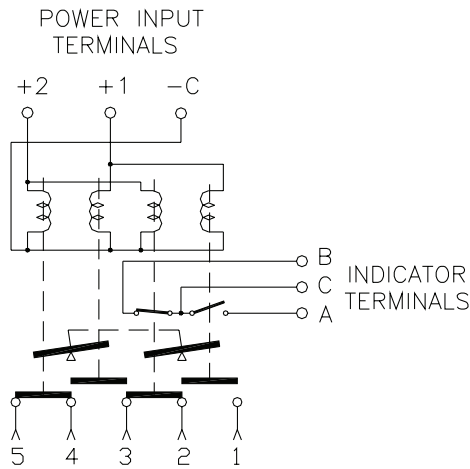 POWER INPUT
TERMINALS
+2 +1 -C
B
C
A
INDICATOR
TERMINALS
5 4 3 2 1